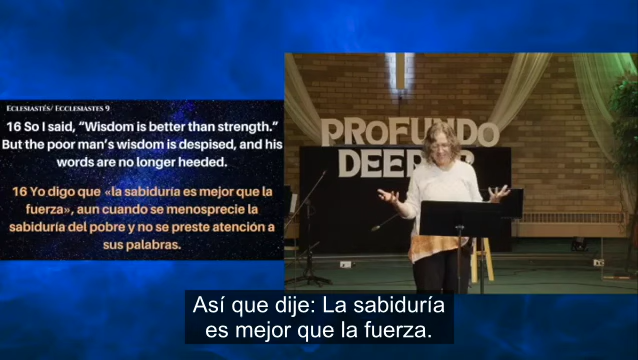 ECLESIASTÉS/ ECCLESIASTES 9
16 So I said, “Wisdom is better than strength.”
But the poor man’s wisdom is despised, and his
words are no longer heeded.
16 Yo digo que «la sabiduría es mejor que la
fuerza», aun cuando se menosprecie la
sabiduría del pobre y no se preste atención a
sus palabras.
PROFUNDO
Así que dije: La sabiduría
es mejor que la fuerza.